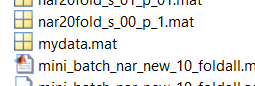 nar20fold_s_01_p_01.mat
nar20fold_s_00_p_1.mat
mydata.mat
mini_batch_nar_new_10_foldall.m